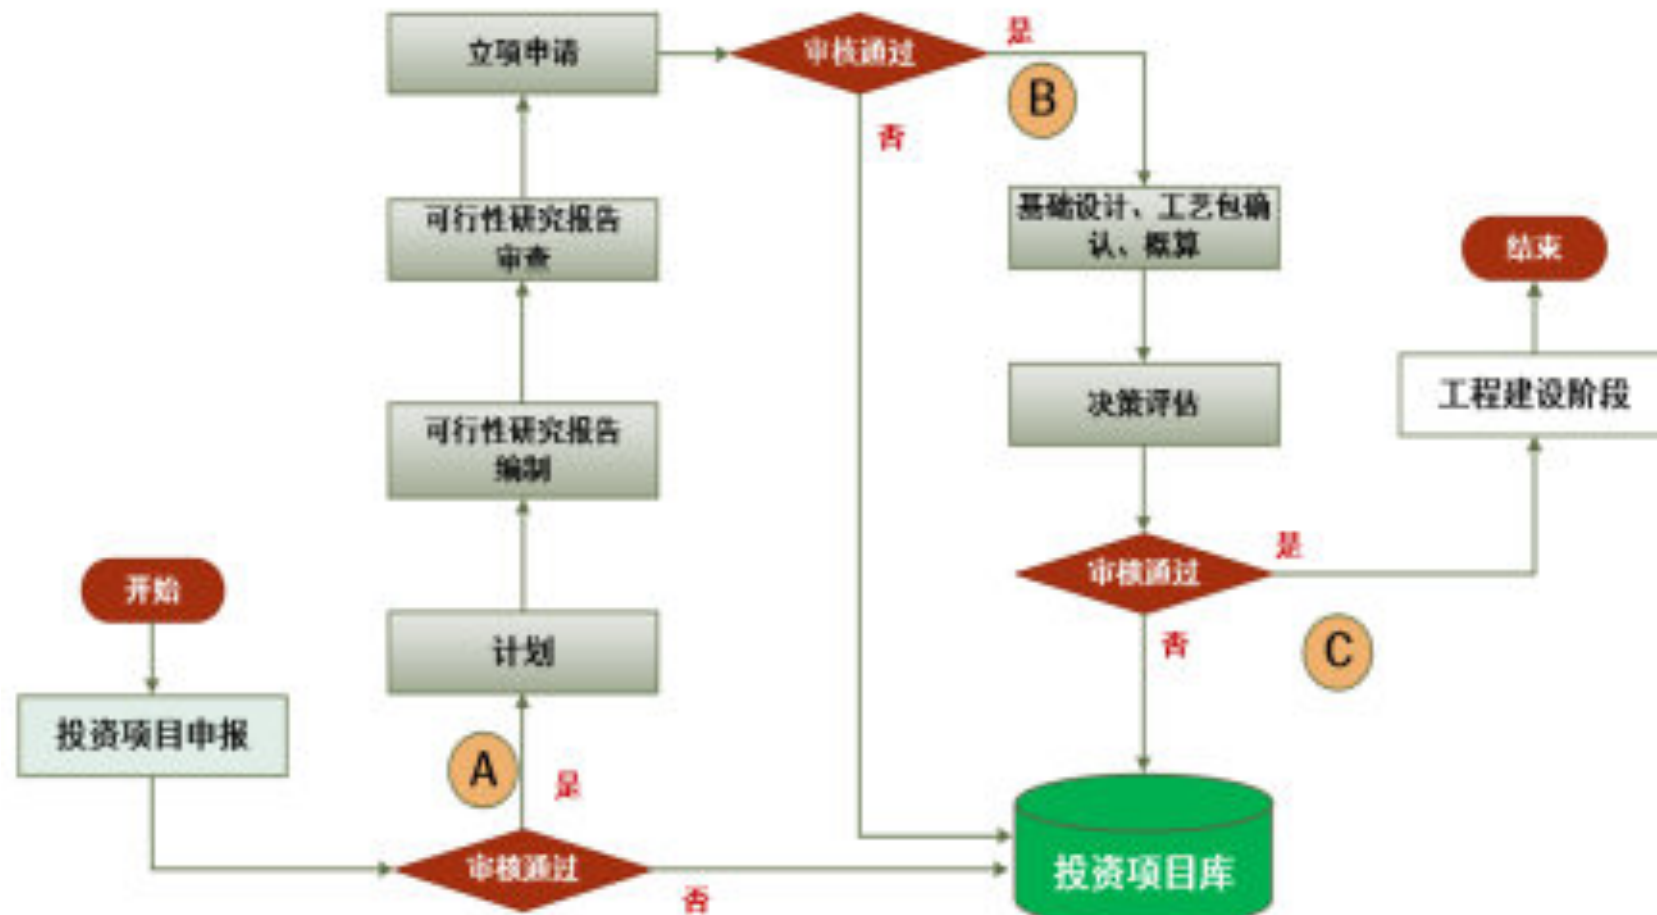 开始
投资项目申报
审核通过
否
是
A
计划
可行性研究报告
编制
可行性研究报告
审查
立项申请
审核通过
是
B
否
基础设计、工艺包确
认、概算
决策评估
审核通过
是
C
否
投资项目库
工程建设阶段
结束